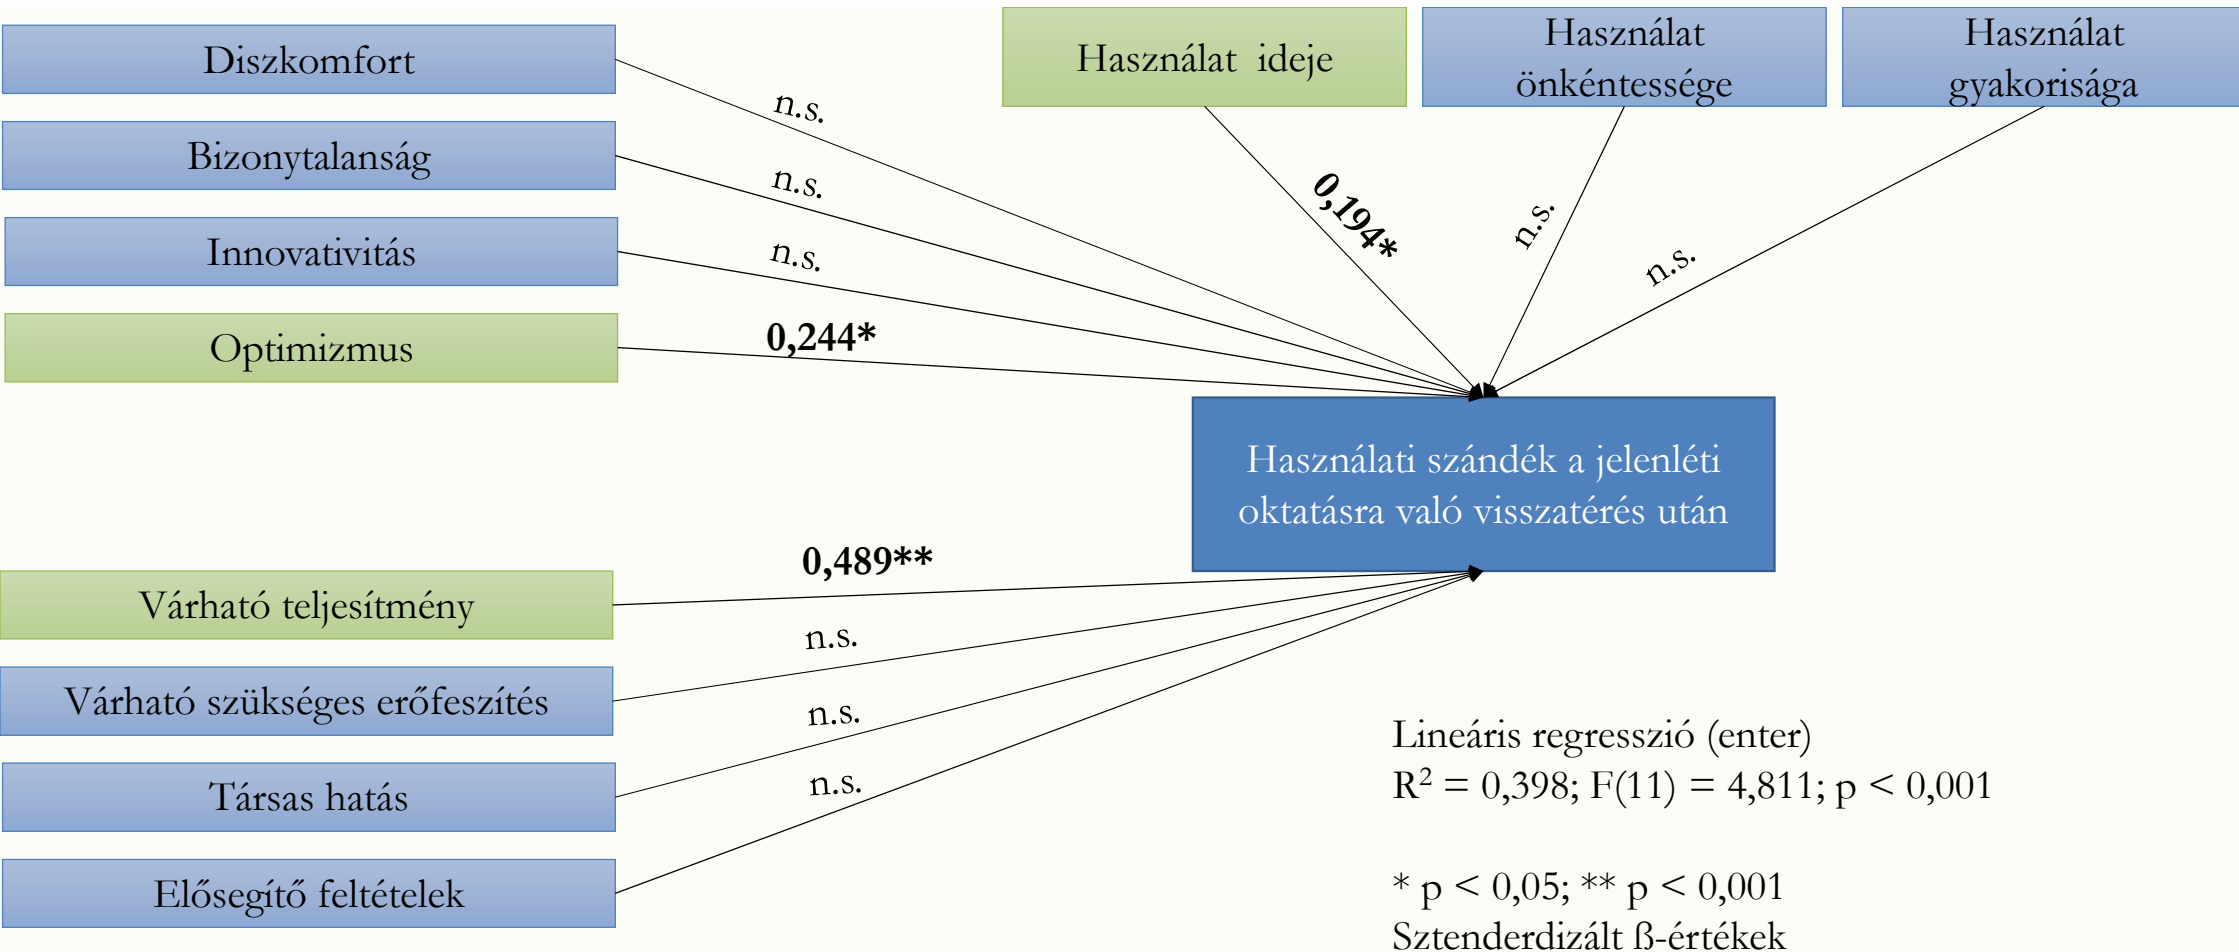 Diszkomfort
Bizonytalanság
Innovativitás
Optimizmus
Használat ideje
Használat
önkéntessége
Használat
gyakorisága
n.s.
n.s.
n.s.
0,244*
0,194*
n.s.
n.s.
Használati szándék a jelenléti
oktatásra való visszatérés után
Várható teljesítmény
Várható szükséges erőfeszítés
Társas hatás
Elősegítő feltételek
0,489**
n.s.
n.s.
n.s.
Lineáris regresszió (enter)
R² = 0,398; F(11) = 4,811; p < 0,001
* p < 0,05; ** p < 0,001
Sztenderdizált ß-értékek